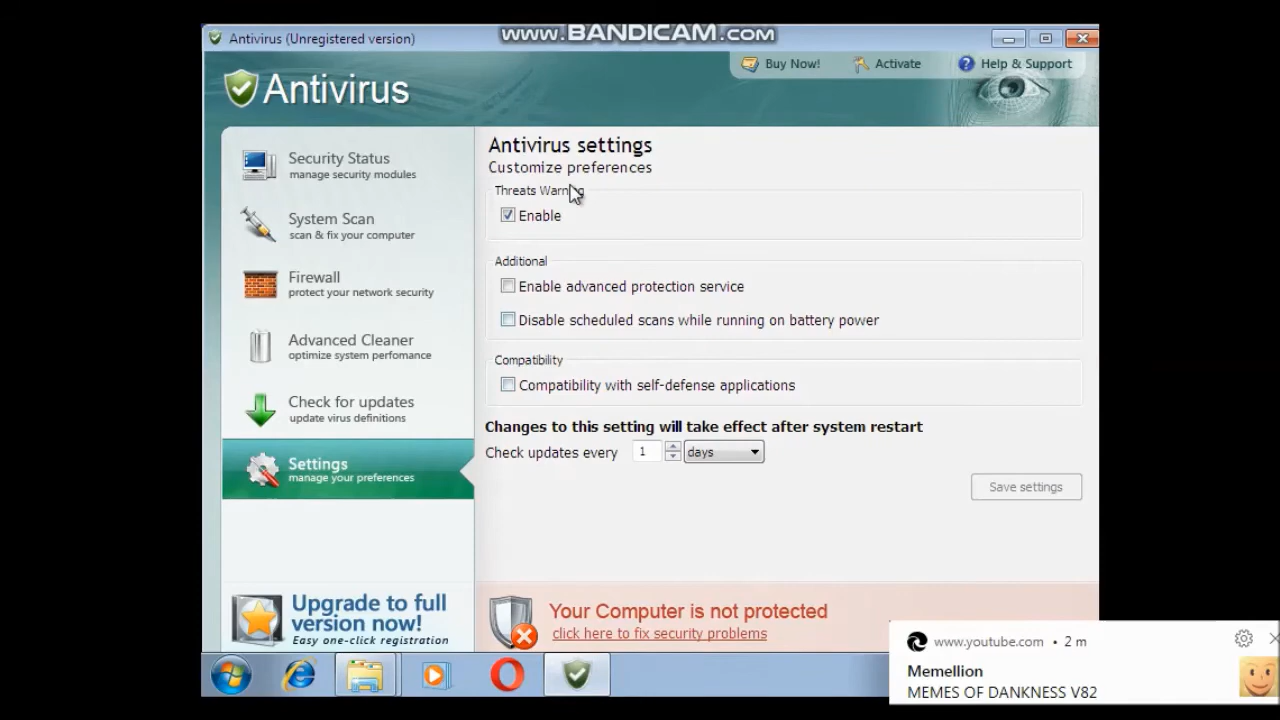 www.BANDICAM.com
Antivirus (Unregistered version)
Buy Now!
Activate
Help & Support
Antivirus
Security Status
manage security modules
System Scan
scan & fix your computer
Firewall
protect your network security
Advanced Cleaner
optimize system perfomance
Check for updates
update virus definitions
Settings
manage your preferences
Upgrade to full
version now!
Easy one-click registration
Antivirus settings
Customize preferences
Threats Warning
Enable
Additional
Enable advanced protection service
Disable scheduled scans while running on battery power
Compatibility
Compatibility with self-defense applications
Changes to this setting will take effect after system restart
Check updates every 1 days
Save settings
Your Computer is not protected
click here to fix security problems
www.youtube.com • 2 m
Memellion
MEMES OF DANKNESS V82